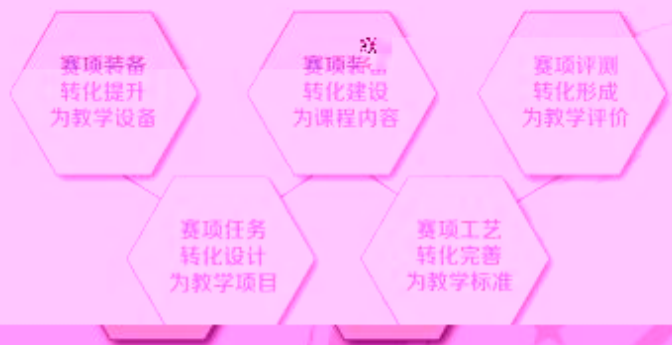 赛项装备
转化提升
为教学设备
赛项装
转化建设
为课程内容
赛项评测
转化形成
为教学评价
赛项任务
转化设计
为教学项目
赛项工艺
转化完善
为教学标准